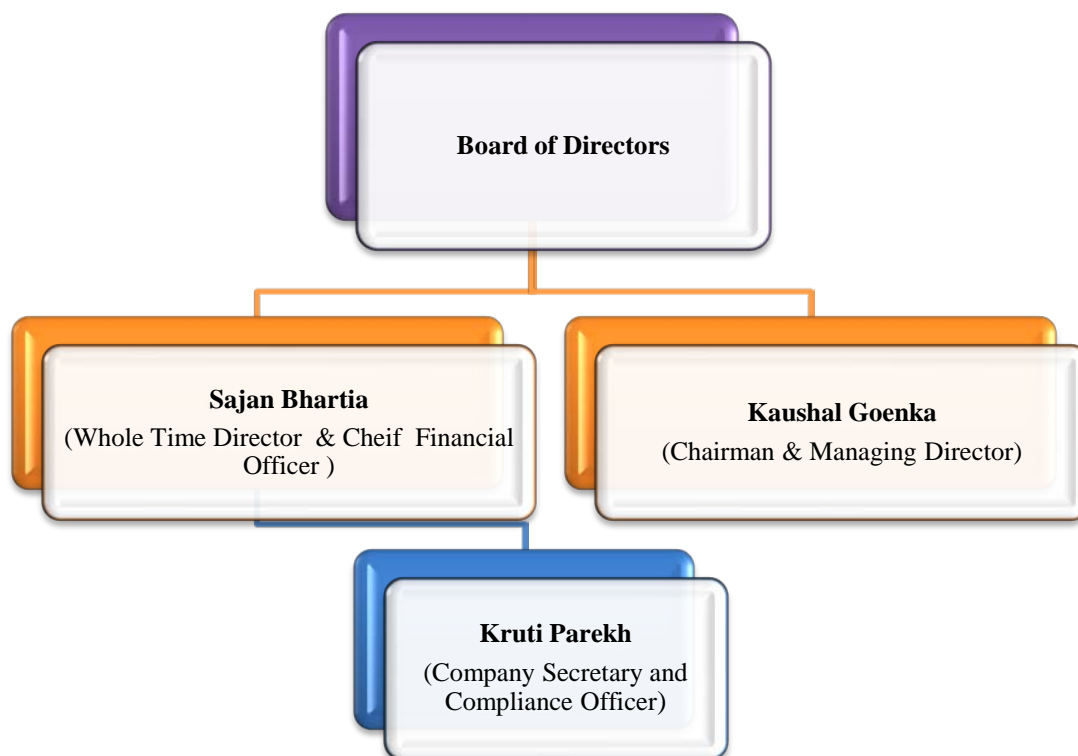 Board of Directors
Sajan Bhartia
(Whole Time Director & Cheif Financial
Officer )
Kaushal Goenka
(Chairman & Managing Director)
Kruti Parekh
(Company Secretary and
Compliance Officer)